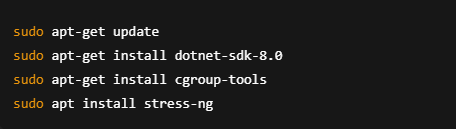 sudo apt-get update
sudo apt-get install dotnet-sdk-8.0
sudo apt-get install cgroup-tools
sudo apt install stress-ng